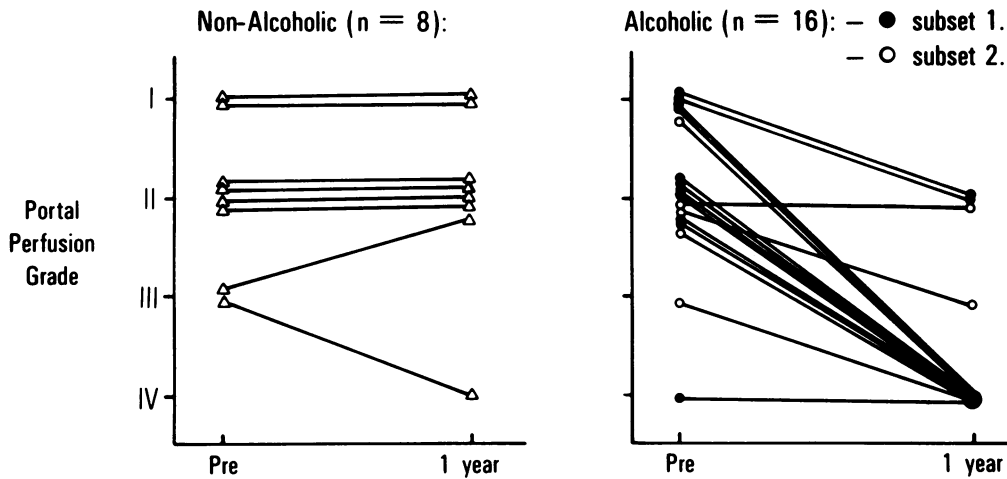 Non-Alcoholic (n = 8):
Alcoholic (n = 16): – ● subset 1.
– ○ subset 2.
Portal
Perfusion
Grade
I
II
III
IV
Pre
1 year
Pre
1 year